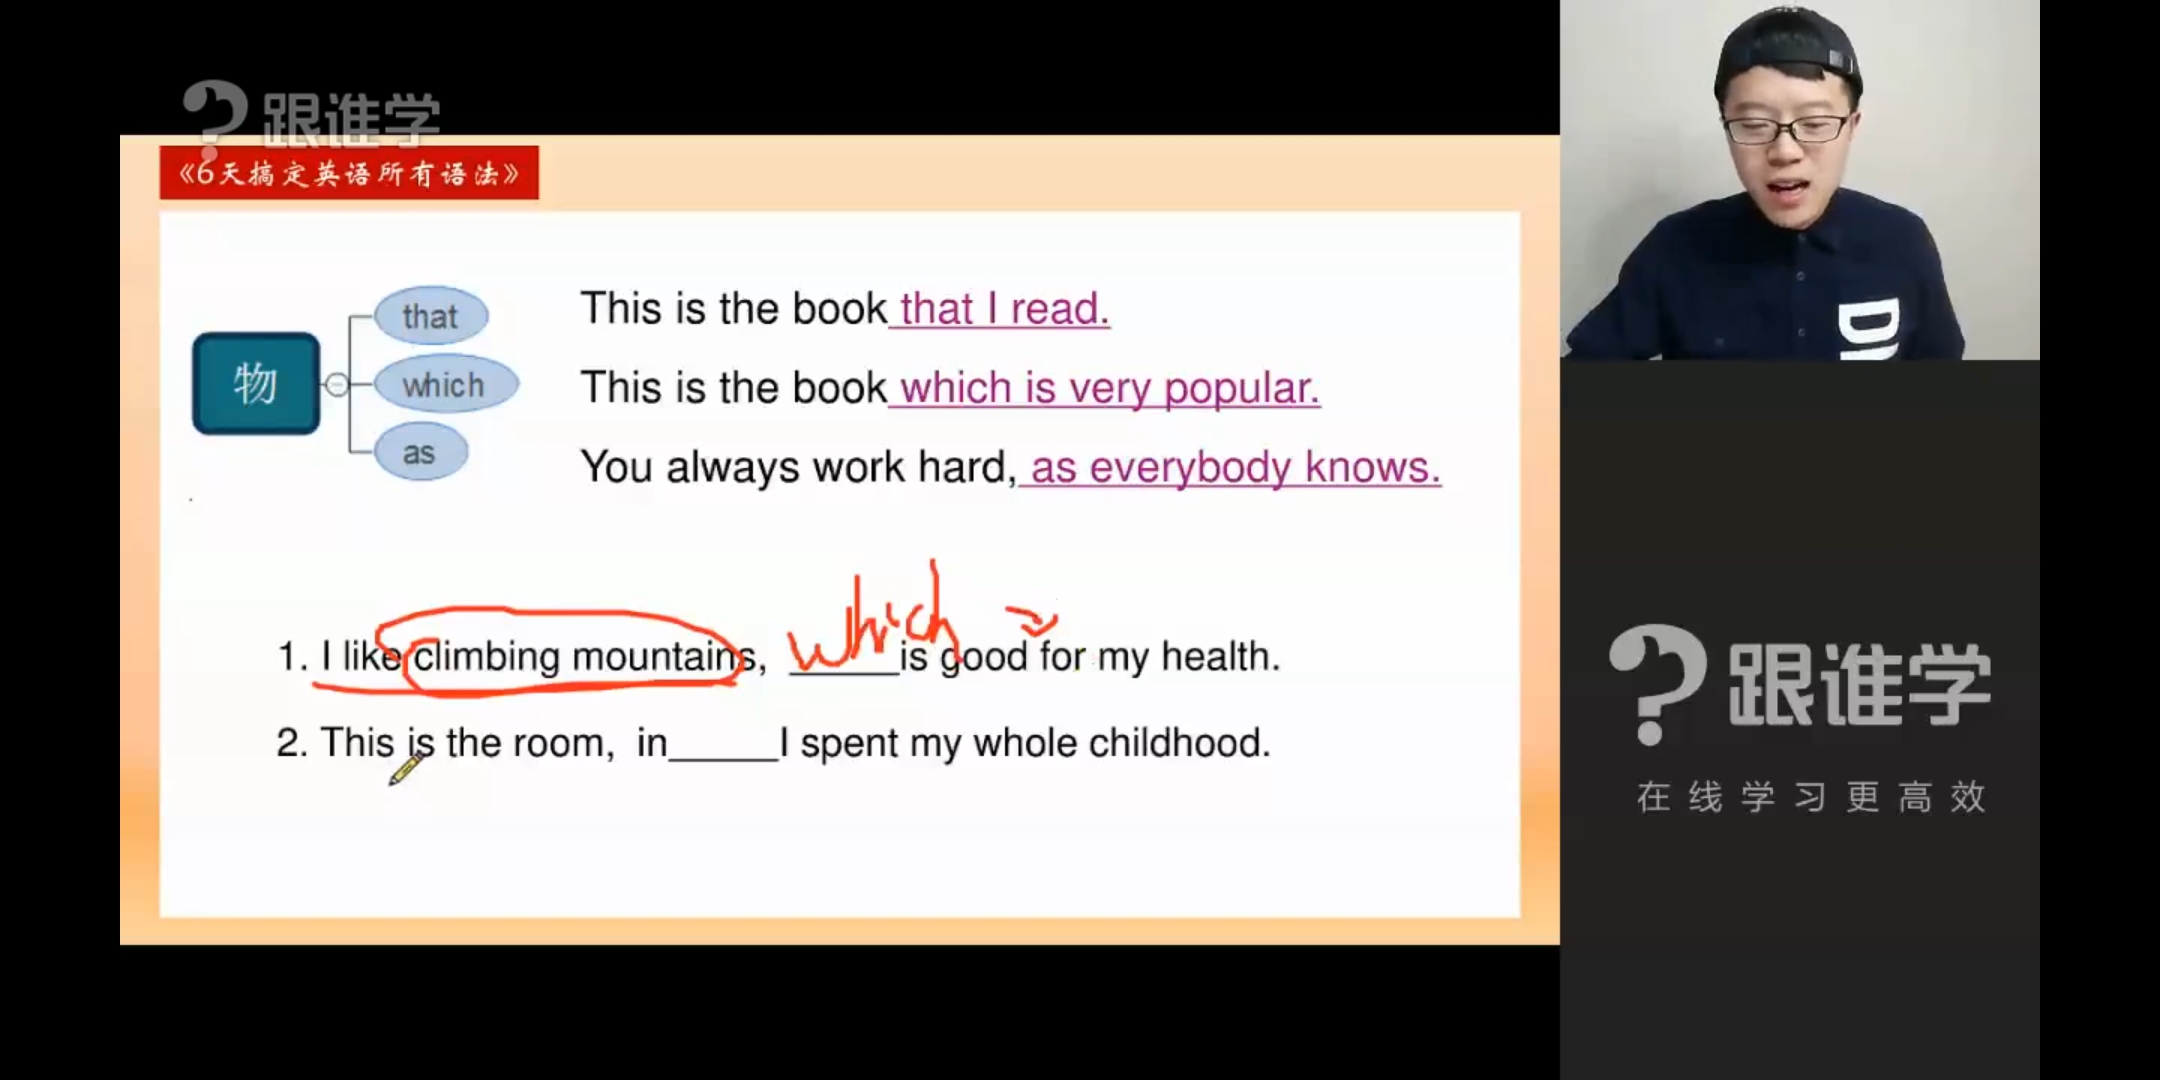 跟谁学
《6天搞定英语所有语法》
物
that
which
as
This is the book that I read.
This is the book which is very popular.
You always work hard, as everybody knows.
which
1. I like climbing mountains, ______is good for my health.
2. This is the room, in______I spent my whole childhood.
DI
跟谁学
在线学习更高效